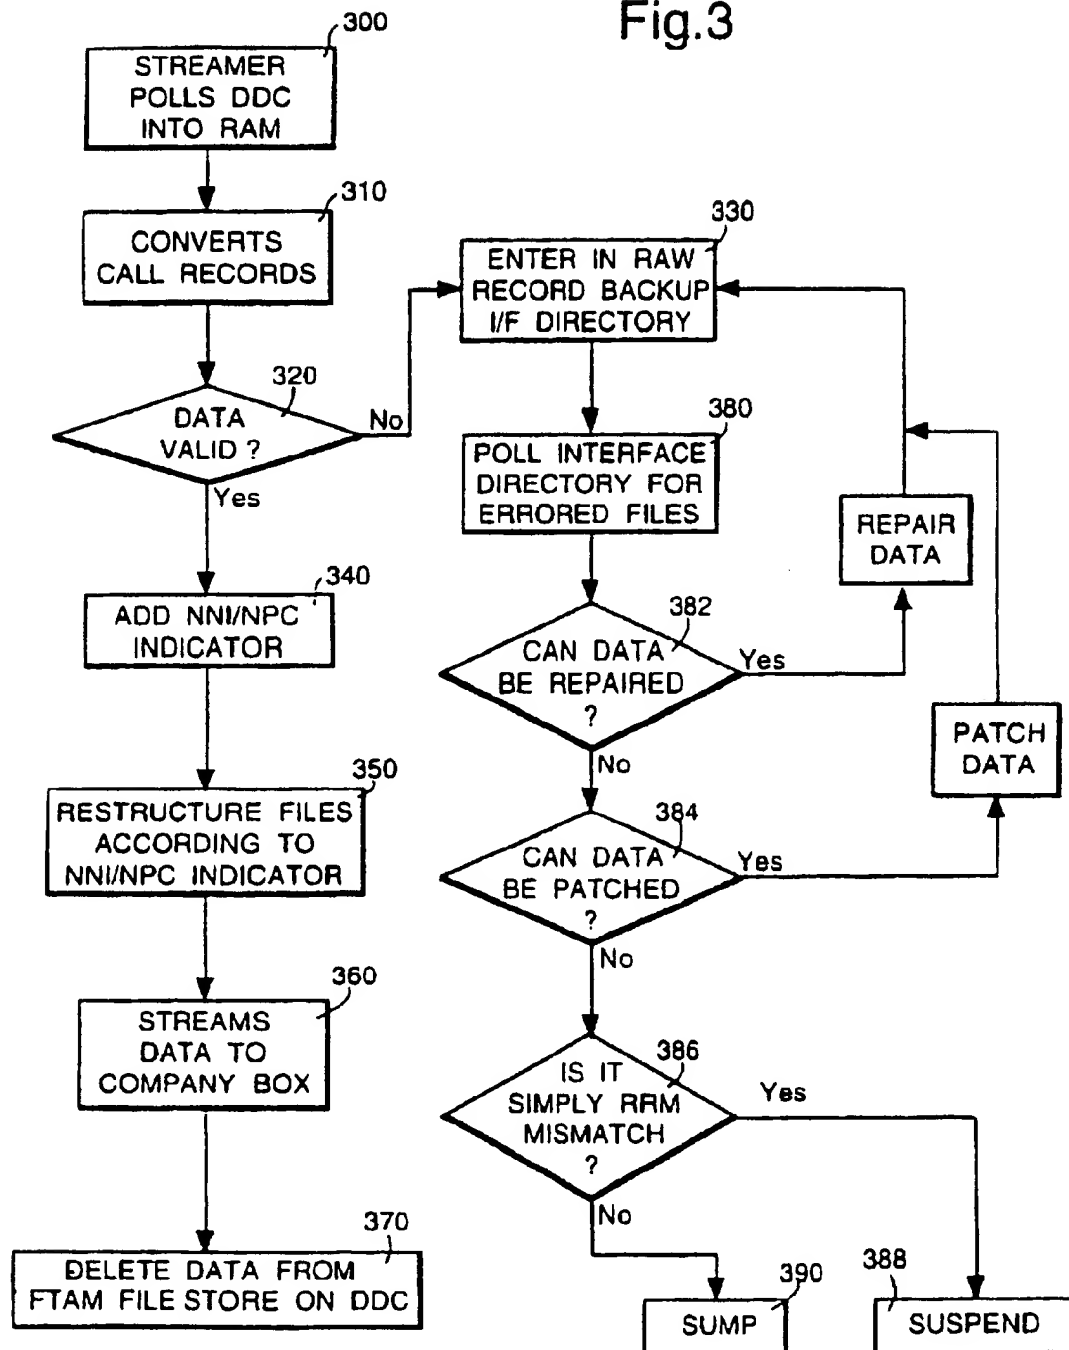 Fig.3
300
STREAMER
POLLS DDC
INTO RAM
310
CONVERTS
CALL RECORDS
320
DATA
VALID ?
No
Yes
330
ENTER IN RAW
RECORD BACKUP
I/F DIRECTORY
340
ADD NNI/NPC
INDICATOR
350
RESTRUCTURE FILES
ACCORDING TO
NNI/NPC INDICATOR
360
STREAMS
DATA TO
COMPANY BOX
370
DELETE DATA FROM
FTAM FILE STORE ON DDC
380
POLL INTERFACE
DIRECTORY FOR
ERRORED FILES
382
CAN DATA
BE REPAIRED
?
Yes
No
REPAIR
DATA
384
CAN DATA
BE PATCHED
?
Yes
No
PATCH
DATA
386
IS IT
SIMPLY RRM
MISMATCH
?
Yes
No
390
SUMP
388
SUSPEND